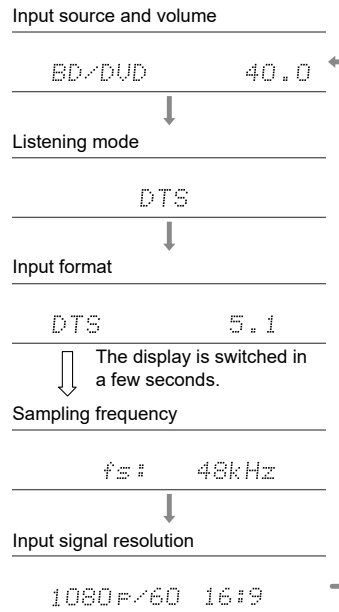 Input source and volume
BD/DVD 40.0
Listening mode
DTS
Input format
DTS 5.1
The display is switched in
a few seconds.
Sampling frequency
fs: 48kHz
Input signal resolution
1080p/60 16:9